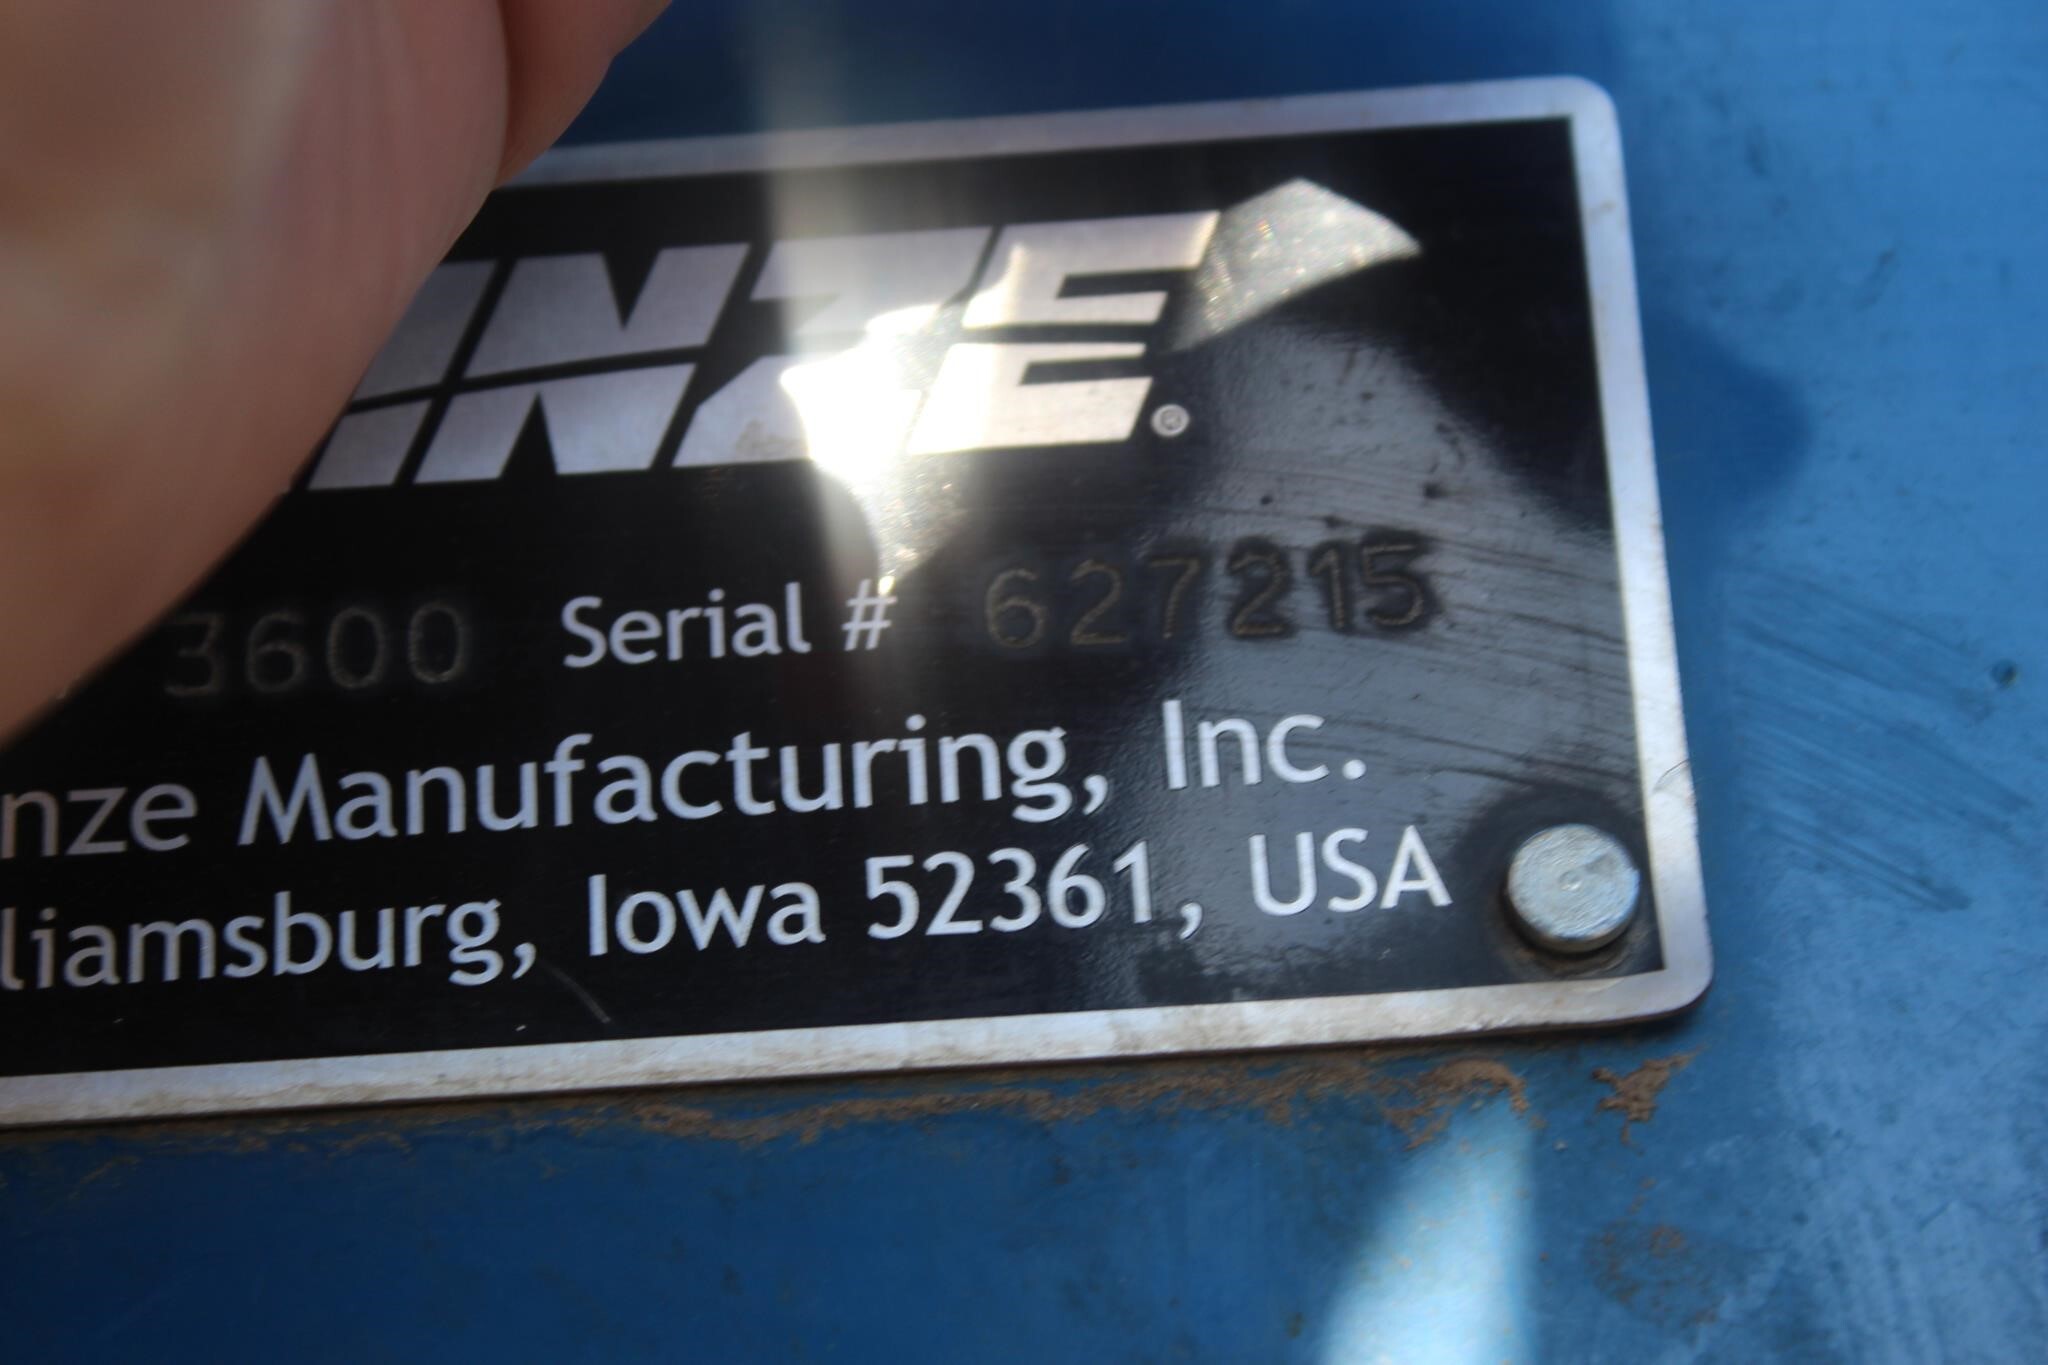 INZE®
3600 Serial # 627215
nze Manufacturing, Inc.
liamsburg, Iowa 52361, USA